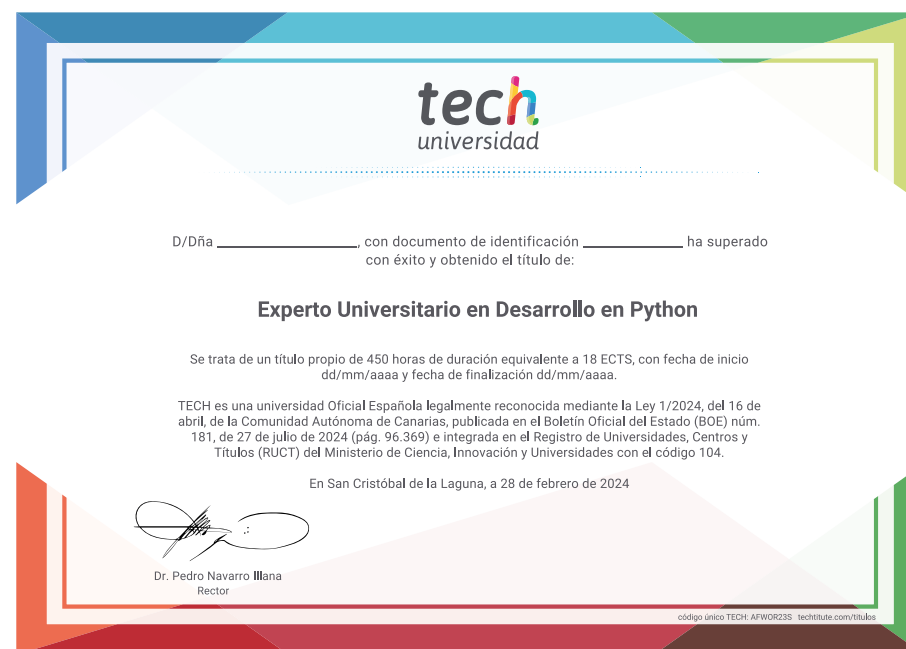 tech
universidad
D/Dña ____________________, con documento de identificación ______________ ha superado
con éxito y obtenido el título de:
Experto Universitario en Desarrollo en Python
Se trata de un título propio de 450 horas de duración equivalente a 18 ECTS, con fecha de inicio
dd/mm/aaaa y fecha de finalización dd/mm/aaaa.
TECH es una universidad Oficial Española legalmente reconocida mediante la Ley 1/2024, del 16 de
abril, de la Comunidad Autónoma de Canarias, publicada en el Boletín Oficial del Estado (BOE) núm.
181, de 27 de julio de 2024 (pág. 96.369) e integrada en el Registro de Universidades, Centros y
Títulos (RUCT) del Ministerio de Ciencia, Innovación y Universidades con el código 104.
En San Cristóbal de la Laguna, a 28 de febrero de 2024
Dr. Pedro Navarro Illana
Rector
código único TECH: AFWOR23S techtitute.com/titulos